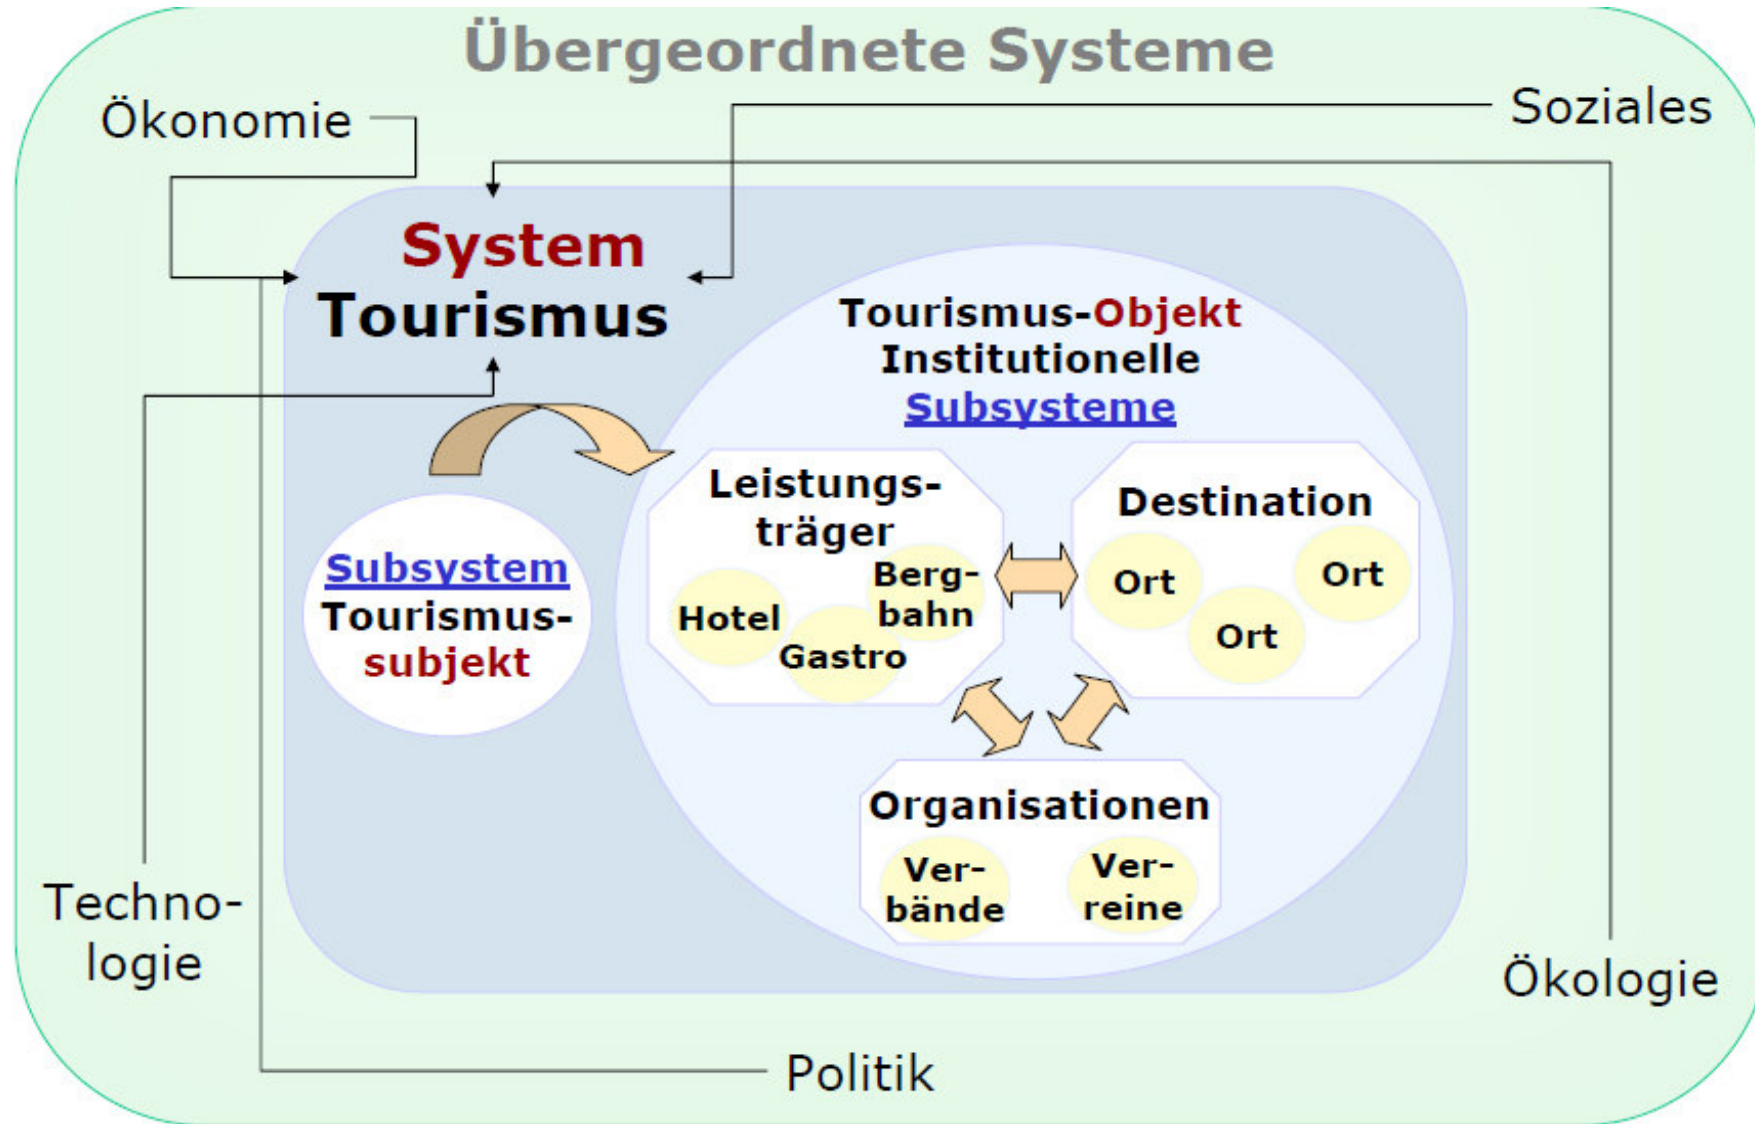 Übergeordnete Systeme
Ökonomie
Soziales
System
Tourismus
Tourismus-Objekt
Institutionelle
Subsysteme
Leistungs-
träger
Hotel
Gastro
Berg-
bahn
Destination
Ort
Ort
Ort
Subsystem
Tourismus-
subjekt
Organisationen
Ver-
bände
Ver-
reine
Techno-
logie
Ökologie
Politik